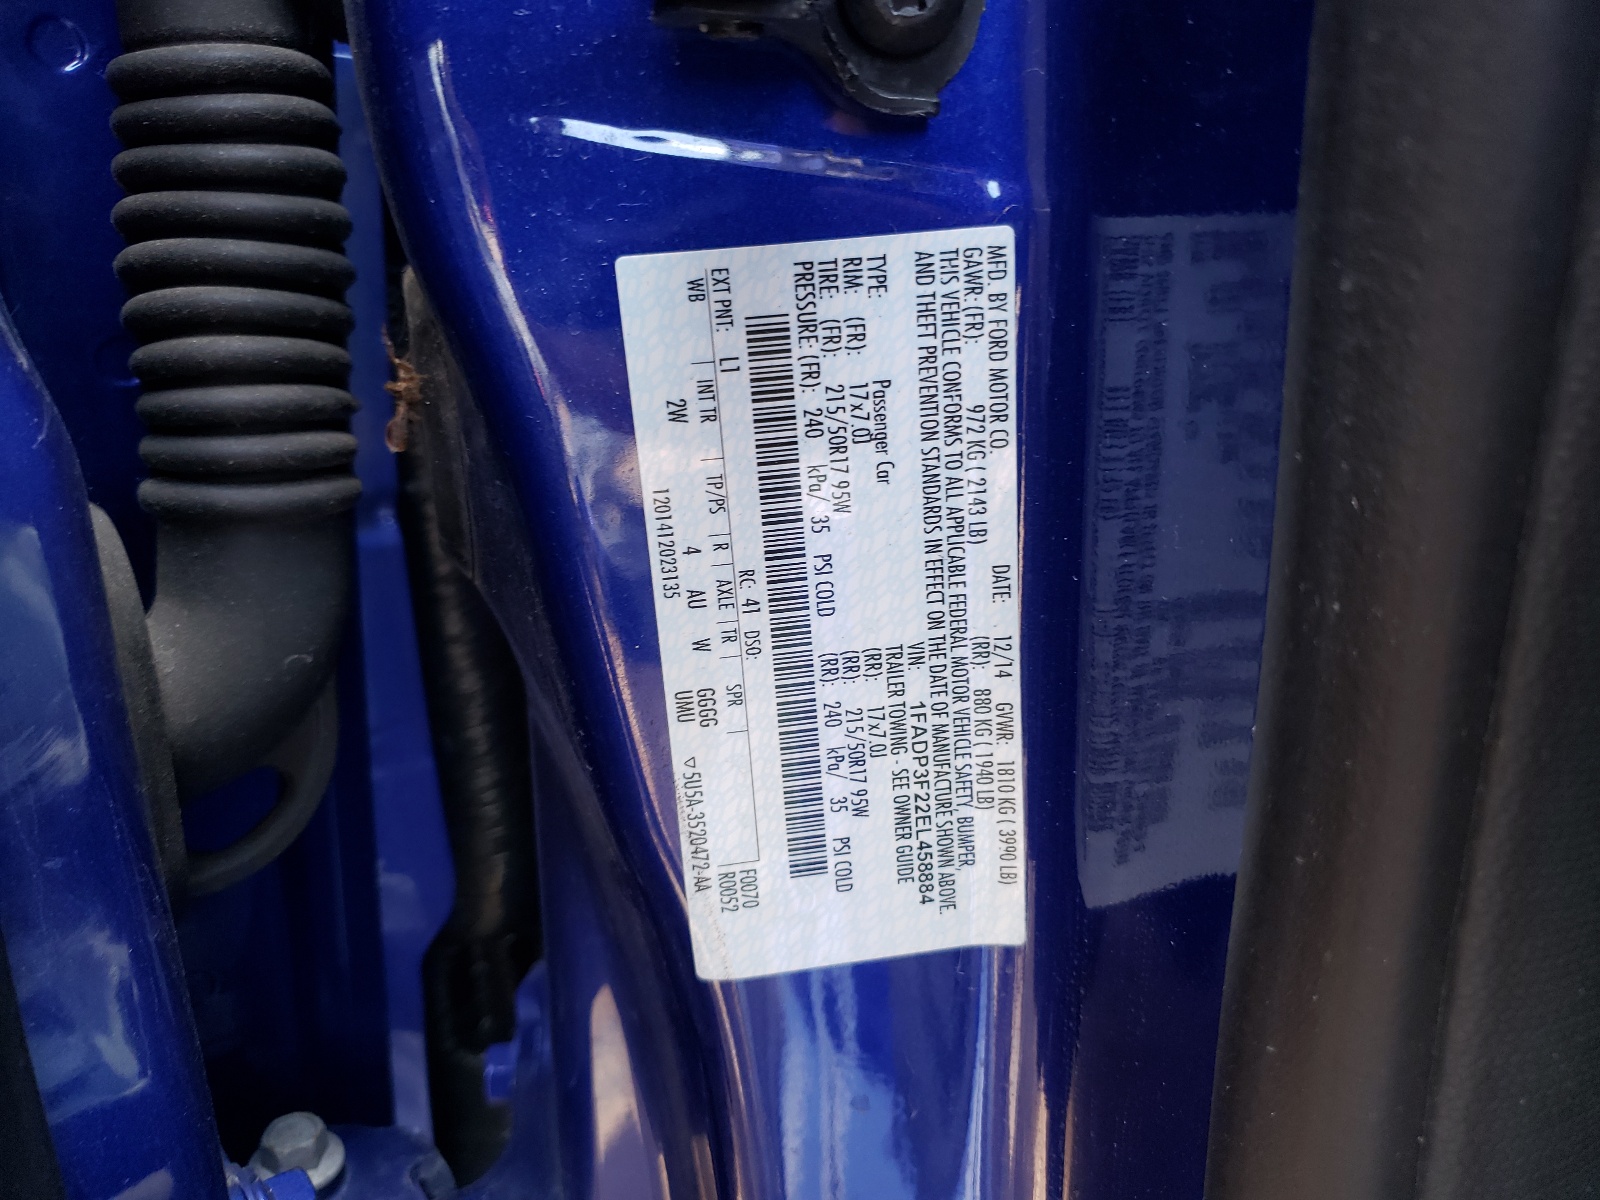 MFD. BY FORD MOTOR CO. DATE: 12/14 GVWR: 1810 KG ( 3990 LB)
GAWR: (FR): 972 KG ( 2143 LB) (RR): 880 KG ( 1940 LB)
THIS VEHICLE CONFORMS TO ALL APPLICABLE FEDERAL MOTOR VEHICLE SAFETY, BUMPER,
AND THEFT PREVENTION STANDARDS IN EFFECT ON THE DATE OF MANUFACTURE SHOWN ABOVE.
VIN: 1FADP3F22EL458884
TYPE: Passenger Car TRAILER TOWING - SEE OWNER GUIDE
RIM: (FR): 17x7.0J (RR): 17x7.0J
TIRE: (FR): 215/50R17 95W (RR): 215/50R17 95W
PRESSURE: (FR): 240 kPa/ 35 PSI COLD (RR): 240 kPa/ 35 PSI COLD
RC: 41 DSO: F0070
EXT PNT: L1 R0052
WB INT TR TP/PS R AXLE TR SPR
2W 4 AU W GGGG
UMU ▽5U5A-3520472-AA
12014120231​35